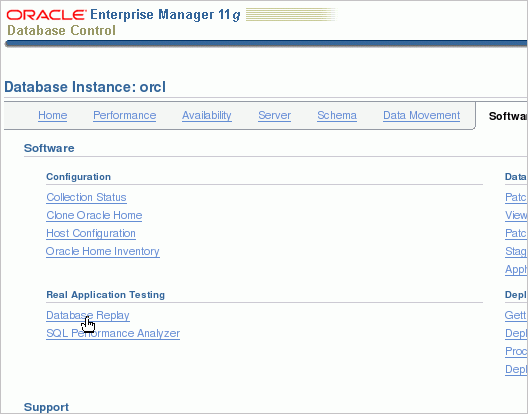 ORACLE Enterprise Manager 11g
Database Control
Database Instance: orcl
Home Performance Availability Server Schema Data Movement Softwa
Software
Configuration Data
Collection Status Patc
Clone Oracle Home View
Host Configuration Patc
Oracle Home Inventory Stag
Appl
Real Application Testing Depl
Database Replay Gett
SQL Performance Analyzer Depl
Proc
Depl
Support